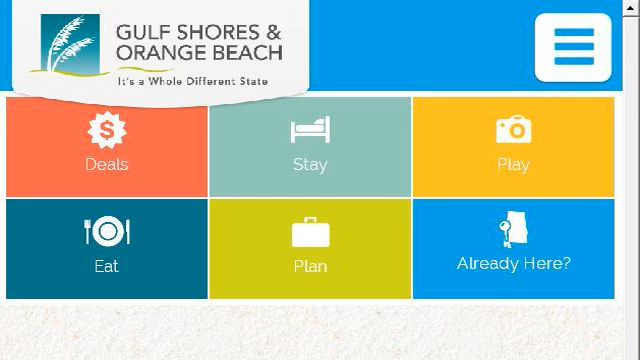 GULF SHORES &
ORANGE BEACH
It's a Whole Different State
Deals
Stay
Play
Eat
Plan
Already Here?